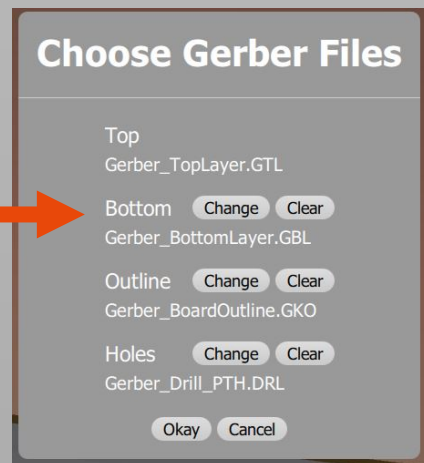 Choose Gerber Files
Top
Gerber_TopLayer.GTL
Bottom Change Clear
Gerber_BottomLayer.GBL
Outline Change Clear
Gerber_BoardOutline.GKO
Holes Change Clear
Gerber_Drill_PTH.DRL
Okay Cancel